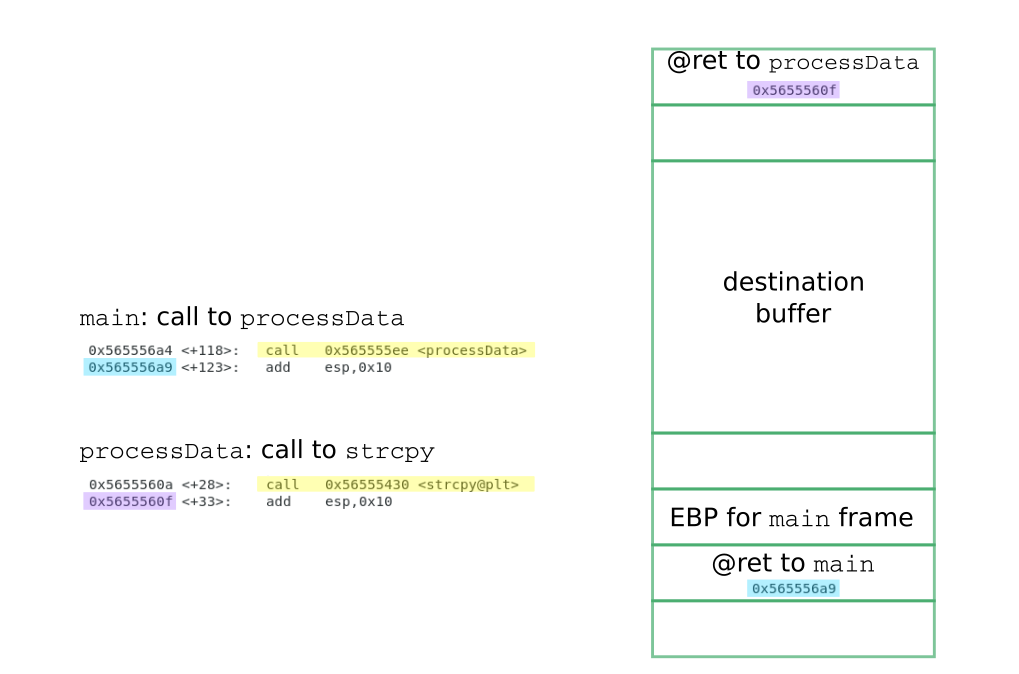 main: call to processData
0x565556a4 <+118>: call 0x565555ee <processData>
0x565556a9 <+123>: add esp,0x10
processData: call to strcpy
0x5655560a <+28>: call 0x56555430 <strcpy@plt>
0x5655560f <+33>: add esp,0x10
@ret to processData
0x5655560f
destination
buffer
EBP for main frame
@ret to main
0x565556a9